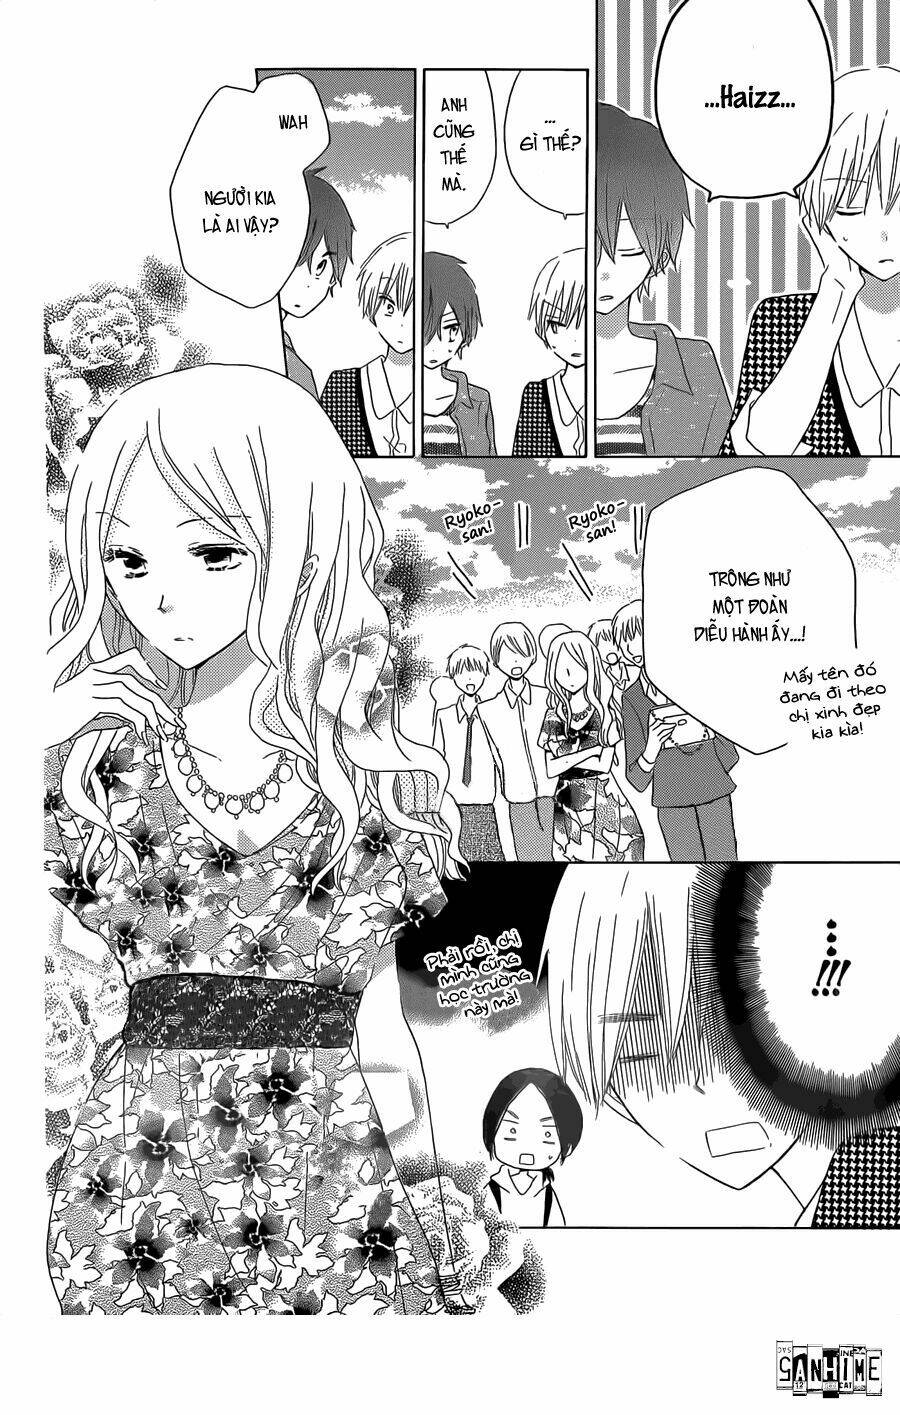 ...Haizz...
...
GÌ THẾ?
ANH
CŨNG
THẾ
MÀ.
WAH
NGƯỜI KIA
LÀ AI VẬY?
TRÔNG NHƯ
MỘT ĐOÀN
DIỄU HÀNH ẤY...!
Mấy tên đó
đang đi theo
chị xinh đẹp
kia kìa!
Ryoko-
san!
Ryoko-
san!
...!!!
Phải rồi, chị
mình cũng
học trường
này mà!
SANHIME